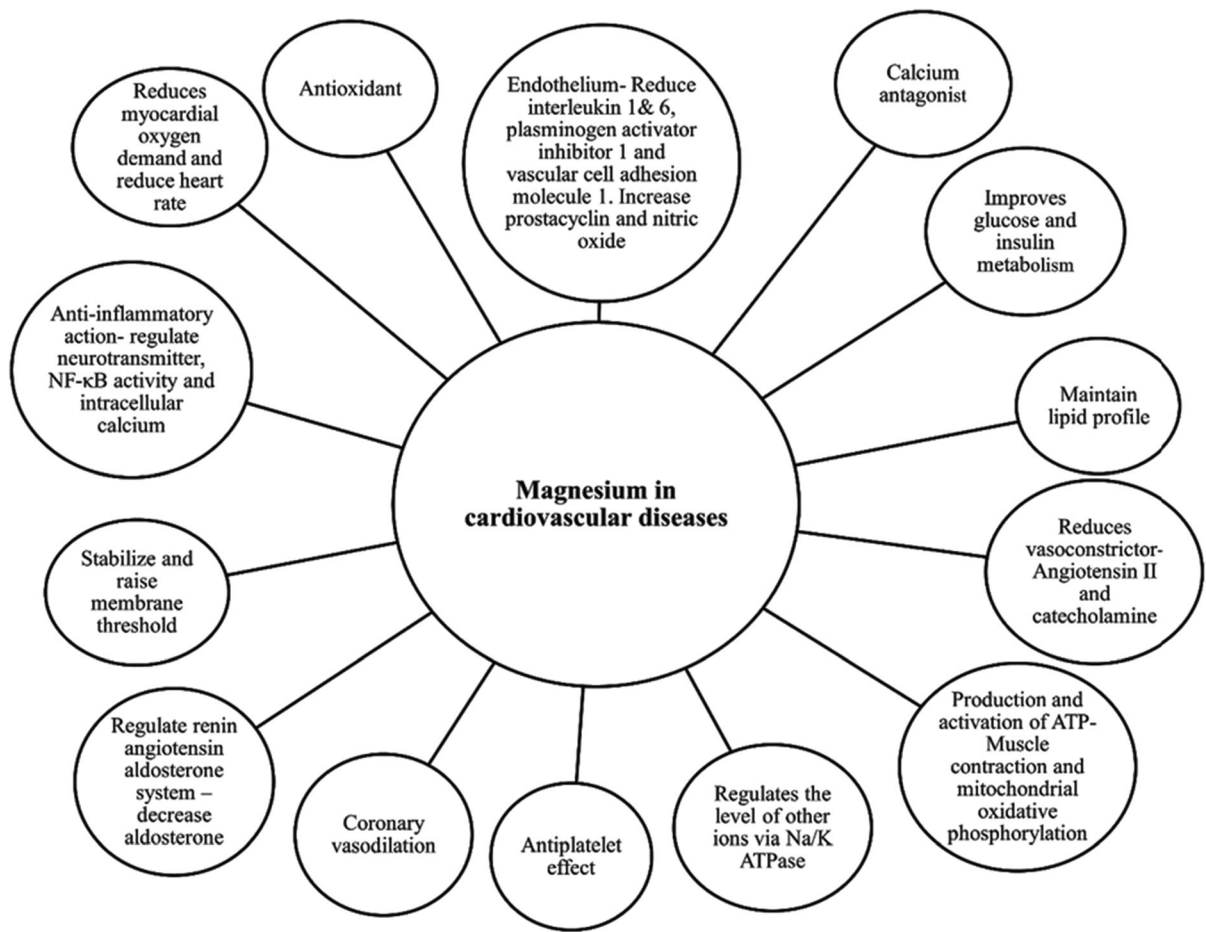 Reduces
myocardial
oxygen
demand and
reduce heart
rate
Antioxidant
Endothelium- Reduce
interleukin 1& 6,
plasminogen activator
inhibitor 1 and
vascular cell adhesion
molecule 1. Increase
prostacyclin and nitric
oxide
Calcium
antagonist
Improves
glucose and
insulin
metabolism
Anti-inflammatory
action- regulate
neurotransmitter,
NF-κB activity and
intracellular
calcium
Maintain
lipid profile
Magnesium in
cardiovascular diseases
Stabilize and
raise
membrane
threshold
Reduces
vasoconstrictor-
Angiotensin II
and
catecholamine
Regulate renin
angiotensin
aldosterone
system –
decrease
aldosterone
Coronary
vasodilation
Antiplatelet
effect
Regulates the
level of other
ions via Na/K
ATPase
Production and
activation of ATP-
Muscle
contraction and
mitochondrial
oxidative
phosphorylation